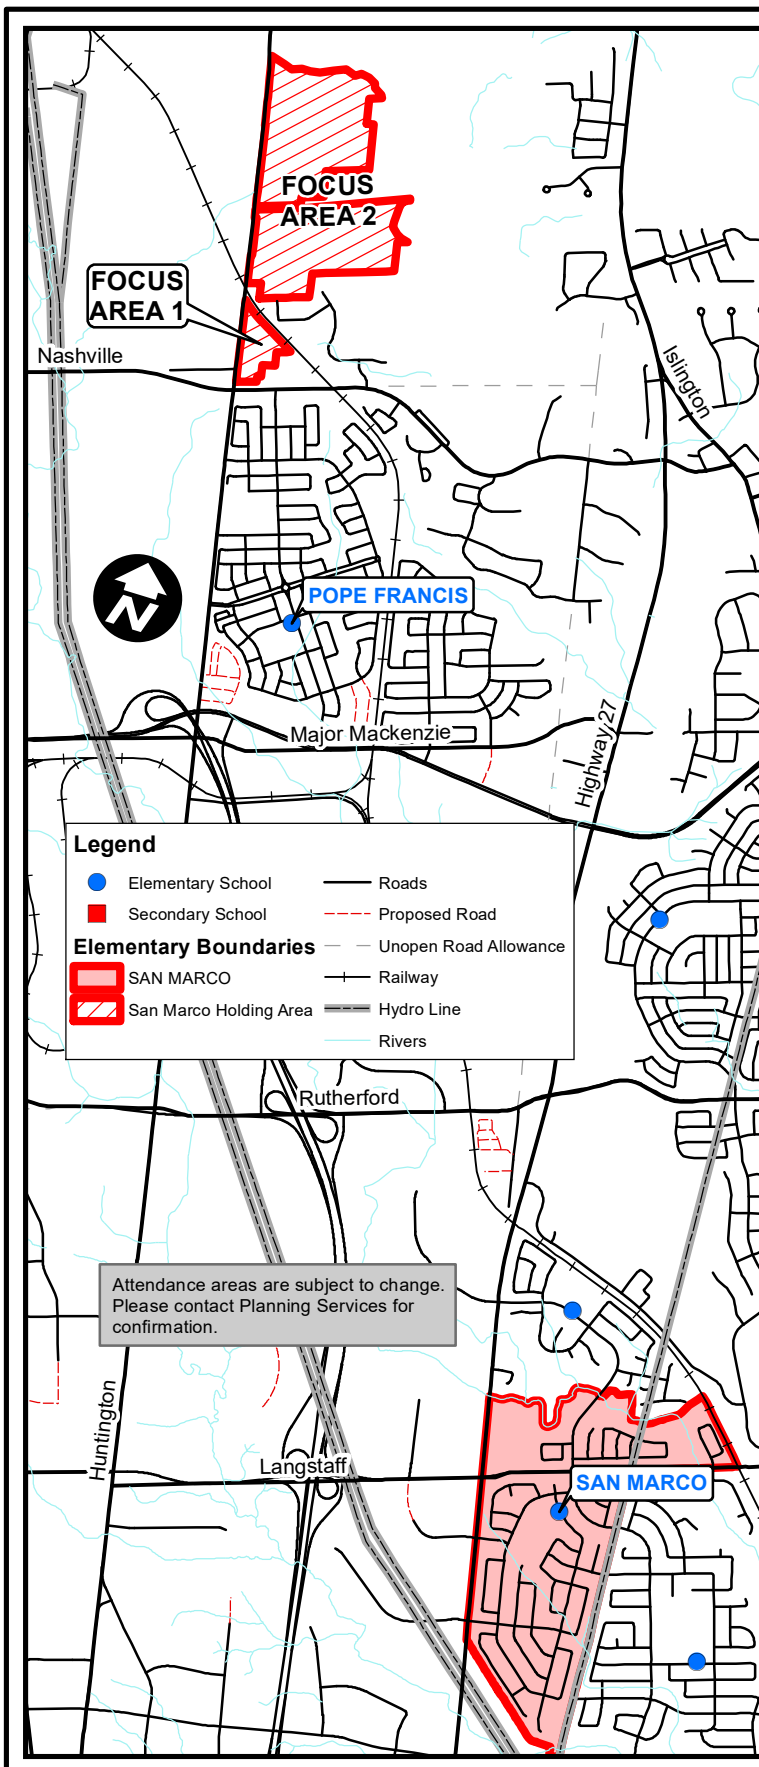 FOCUS
AREA 2
FOCUS
AREA 1
Nashville
Islington
N
POPE FRANCIS
Major Mackenzie
Highway 27
Legend
Elementary School
Secondary School
Elementary Boundaries
SAN MARCO
San Marco Holding Area
Roads
Proposed Road
Unopen Road Allowance
Railway
Hydro Line
Rivers
Rutherford
Attendance areas are subject to change.
Please contact Planning Services for
confirmation.
Huntington
Langstaff
SAN MARCO